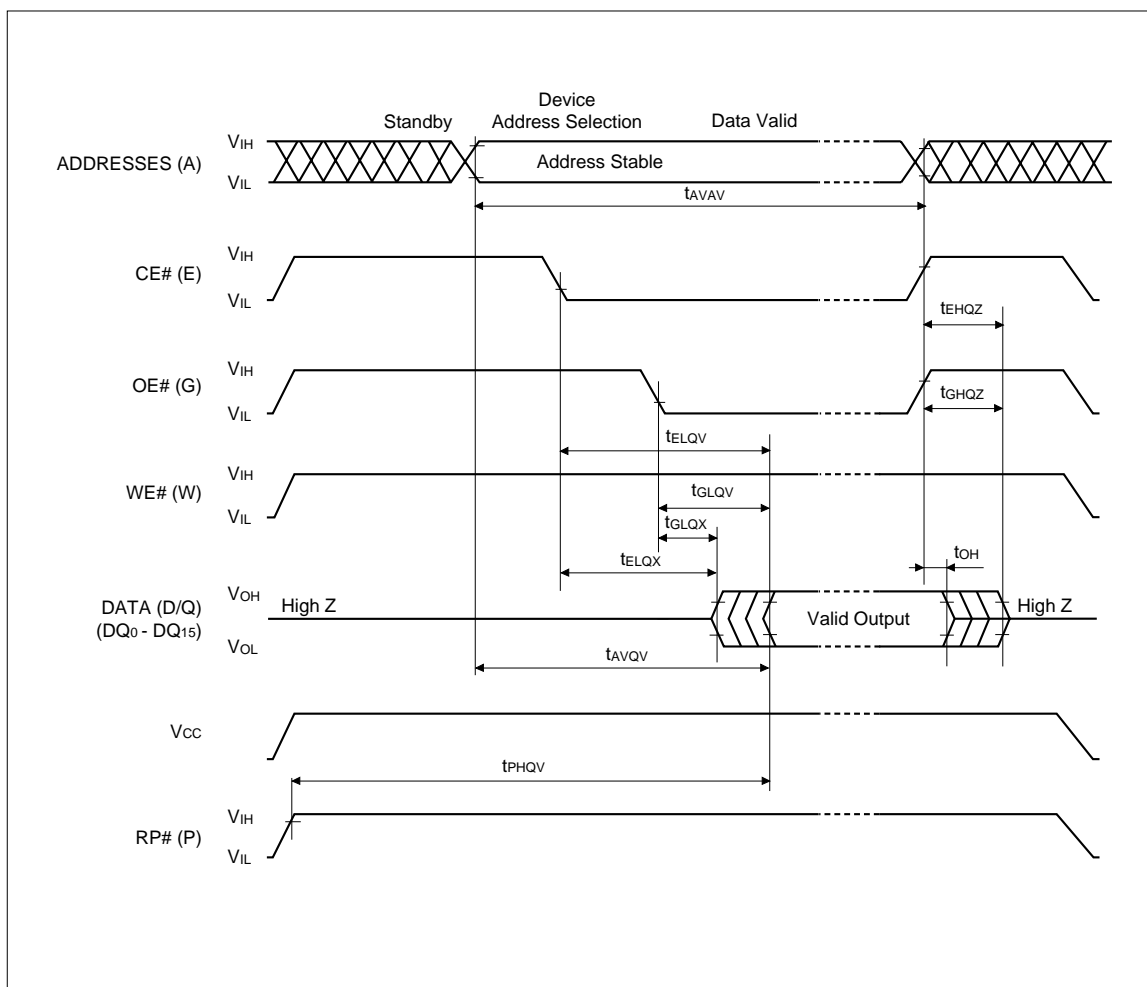 Device
Standby Address Selection Data Valid
VIH
ADDRESSES (A) Address Stable
VIL
tAVAV
VIH
CE# (E)
VIL
tEHQZ
VIH
OE# (G)
tGHQZ
VIL
tELQV
VIH
WE# (W)
tGLQV
VIL
tGLQX
tELQX tOH
VOH
High Z High Z
DATA (D/Q)
Valid Output
(DQ0 - DQ15)
VOL
tAVQV
VCC
tPHQV
VIH
RP# (P)
VIL